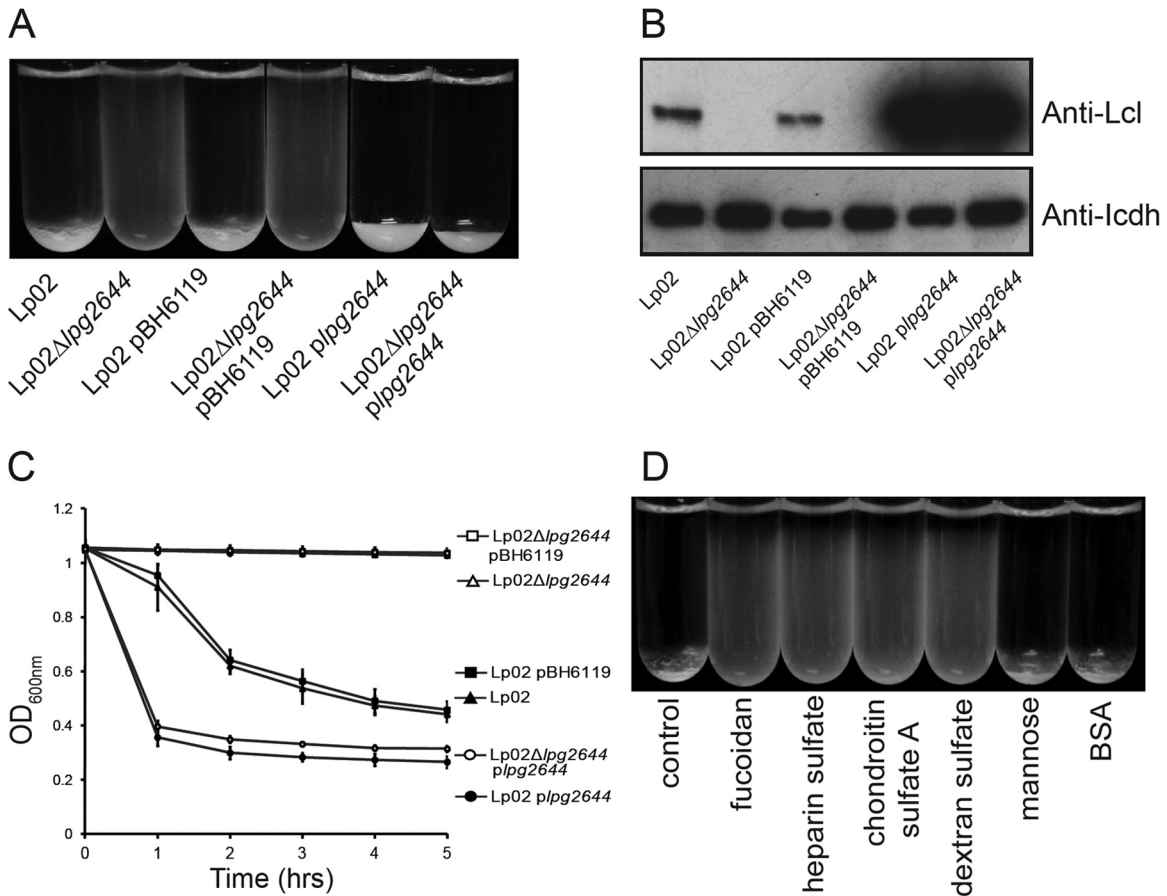 A
Lp02
Lp02Δlpg2644
Lp02 pBH6119
Lp02Δlpg2644
pBH6119
Lp02 plpg2644
Lp02Δlpg2644
plpg2644
B
Anti-Lcl
Anti-Icdh
Lp02
Lp02Δlpg2644
Lp02 pBH6119
Lp02Δlpg2644
pBH6119
Lp02 plpg2644
Lp02Δlpg2644
plpg2644
C
OD600nm
1.2
1
0.8
0.6
0.4
0.2
0
0 1 2 3 4 5
Time (hrs)
Lp02Δlpg2644
pBH6119
Lp02Δlpg2644
Lp02 pBH6119
Lp02
Lp02Δlpg2644
plpg2644
Lp02 plpg2644
D
control
fucoidan
heparin sulfate
chondroitin
sulfate A
dextran sulfate
mannose
BSA